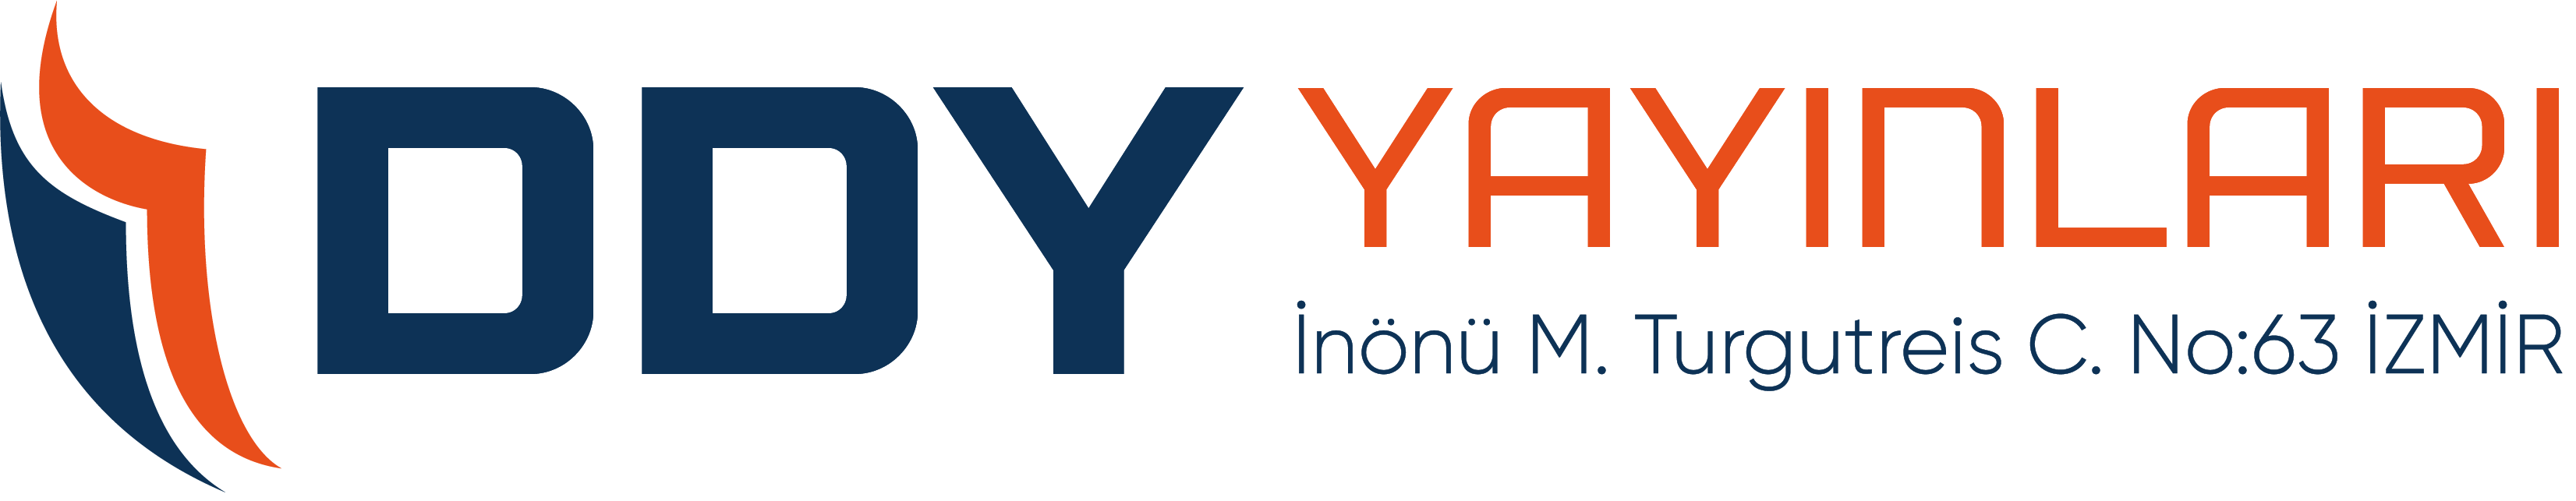 DDY YAYINLARI
İnönü M. Turgutreis C. No:63 İZMİR